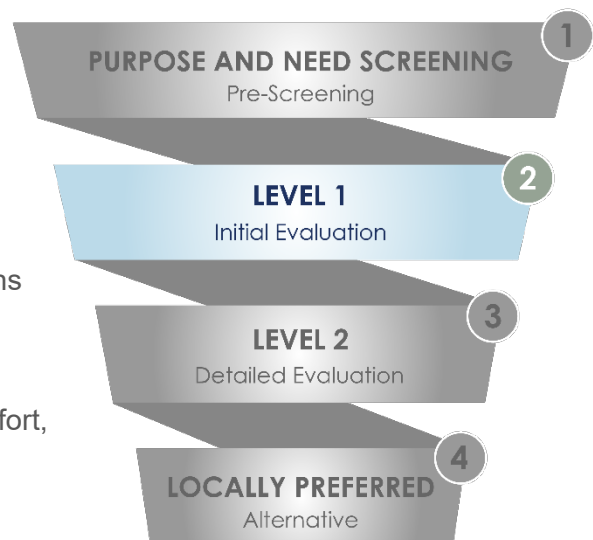 1
PURPOSE AND NEED SCREENING
Pre-Screening
2
LEVEL 1
Initial Evaluation
3
LEVEL 2
Detailed Evaluation
4
LOCALLY PREFERRED
Alternative